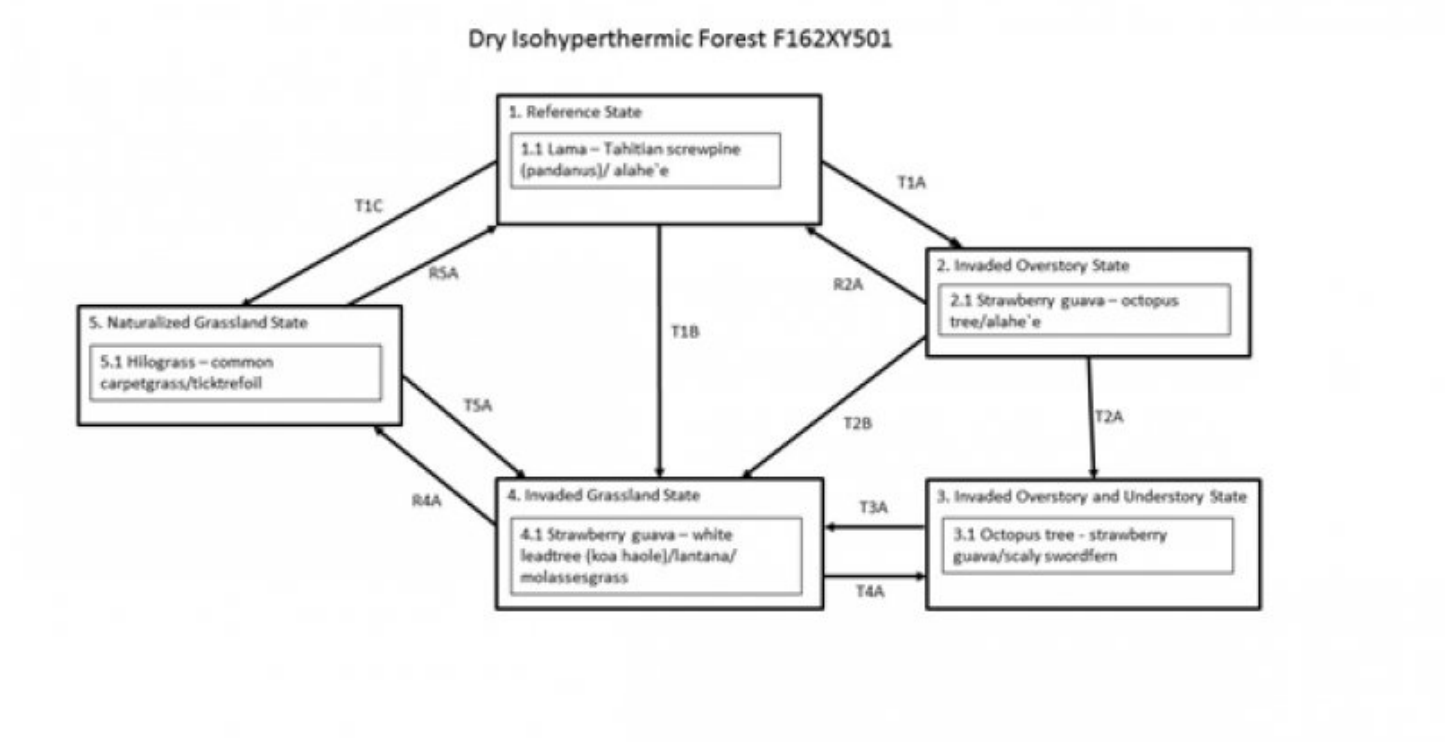 Dry Isohyperthermic Forest F162XY501
1. Reference State
1.1 Lama – Tahitian screwpine
(pandanus)/ alahe`e
T1C
T1A
R5A
R2A
T1B
2. Invaded Overstory State
2.1 Strawberry guava – octopus
tree/alahe`e
5. Naturalized Grassland State
5.1 Hilograss – common
carpetgrass/ticktrefoil
T5A
T2B
T2A
R4A
4. Invaded Grassland State
4.1 Strawberry guava – white
leadtree (koa haole)/lantana/
molassesgrass
T3A
T4A
3. Invaded Overstory and Understory State
3.1 Octopus tree - strawberry
guava/scaly swordfern